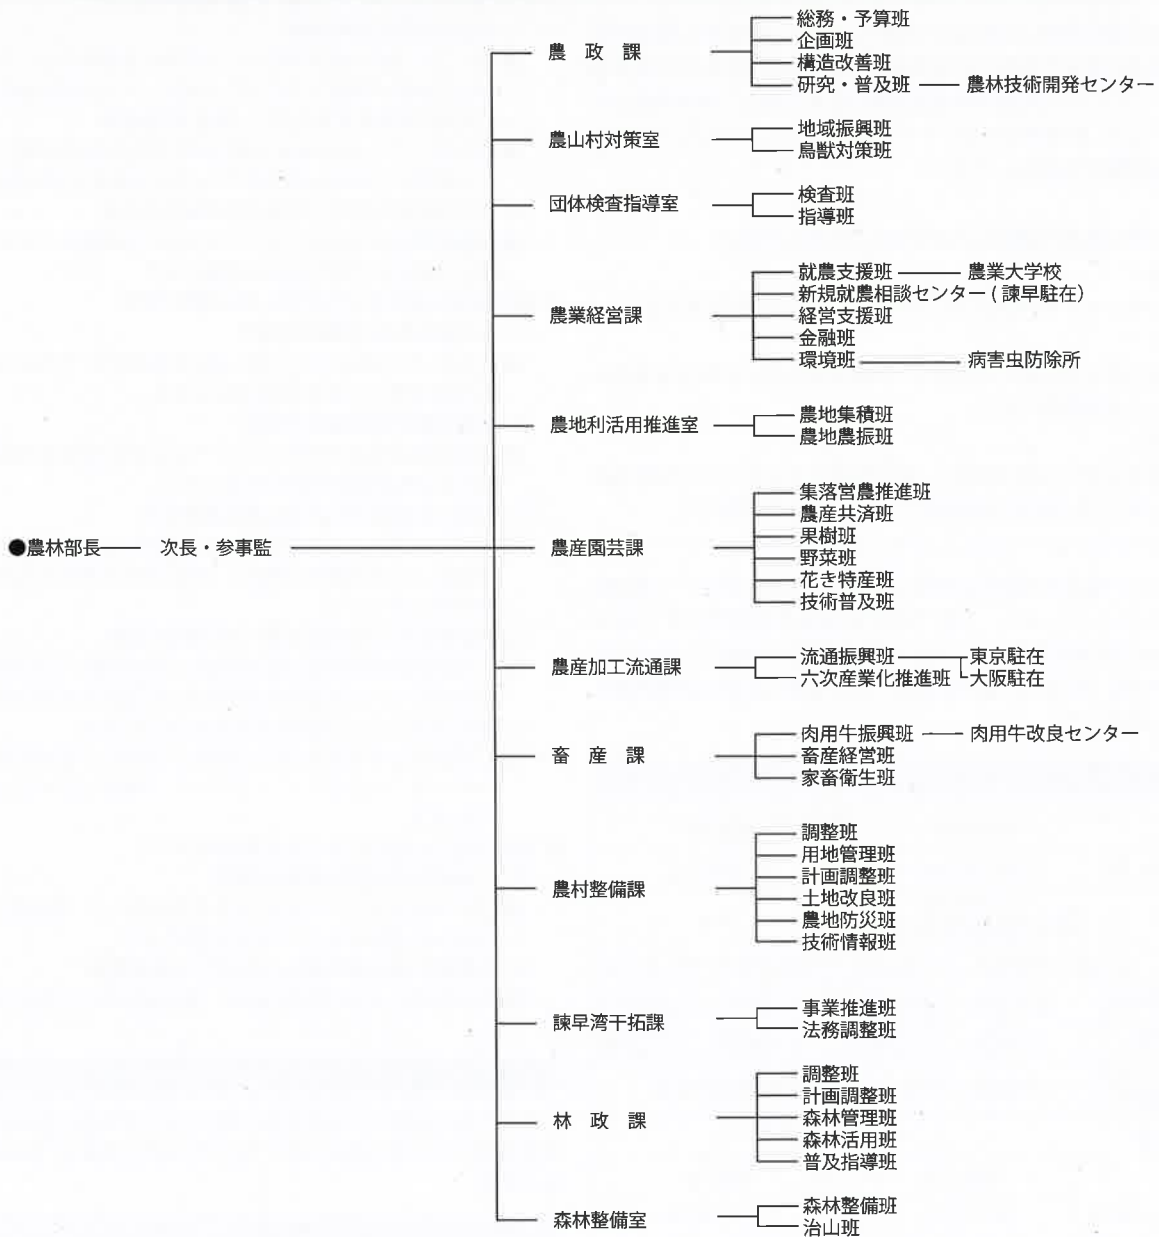 農政課
総務・予算班
企画班
構造改善班
研究・普及班 農林技術開発センター
農山村対策室
地域振興班
鳥獣対策班
団体検査指導室
検査班
指導班
農業経営課
就農支援班 農業大学校
新規就農相談センター(諫早駐在)
経営支援班
金融班
環境班 病害虫防除所
農地利活用推進室
農地集積班
農地農振班
●農林部長 次長・参事監
農産園芸課
集落営農推進班
農産共済班
果樹班
野菜班
花き特産班
技術普及班
農産加工流通課
流通振興班 東京駐在
六次産業化推進班 大阪駐在
畜産課
肉用牛振興班 肉用牛改良センター
畜産経営班
家畜衛生班
農村整備課
調整班
用地管理班
計画調整班
土地改良班
農地防災班
技術情報班
諫早湾干拓課
事業推進班
法務調整班
林政課
調整班
計画調整班
森林管理班
森林活用班
普及指導班
森林整備室
森林整備班
治山班